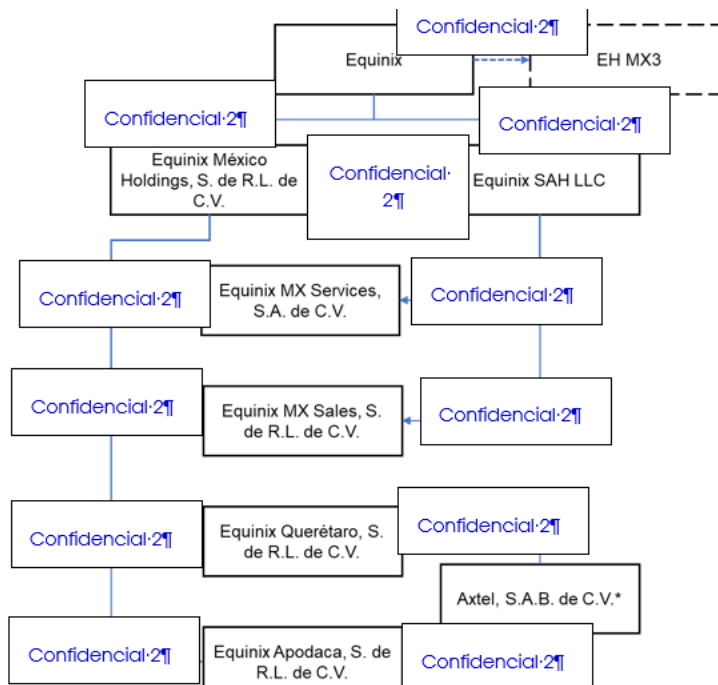 Confidencial·2¶
Equinix
EH MX3
Confidencial·2¶
Confidencial·2¶
Equinix México
Holdings, S. de R.L. de
C.V.
Confidencial·
2¶
Equinix SAH LLC
Confidencial·2¶
Equinix MX Services,
S.A. de C.V.
Confidencial·2¶
Confidencial·2¶
Equinix MX Sales, S.
de R.L. de C.V.
Confidencial·2¶
Confidencial·2¶
Equinix Querétaro, S.
de R.L. de C.V.
Confidencial·2¶
Axtel, S.A.B. de C.V.*
Confidencial·2¶
Equinix Apodaca, S. de
R.L. de C.V.
Confidencial·2¶